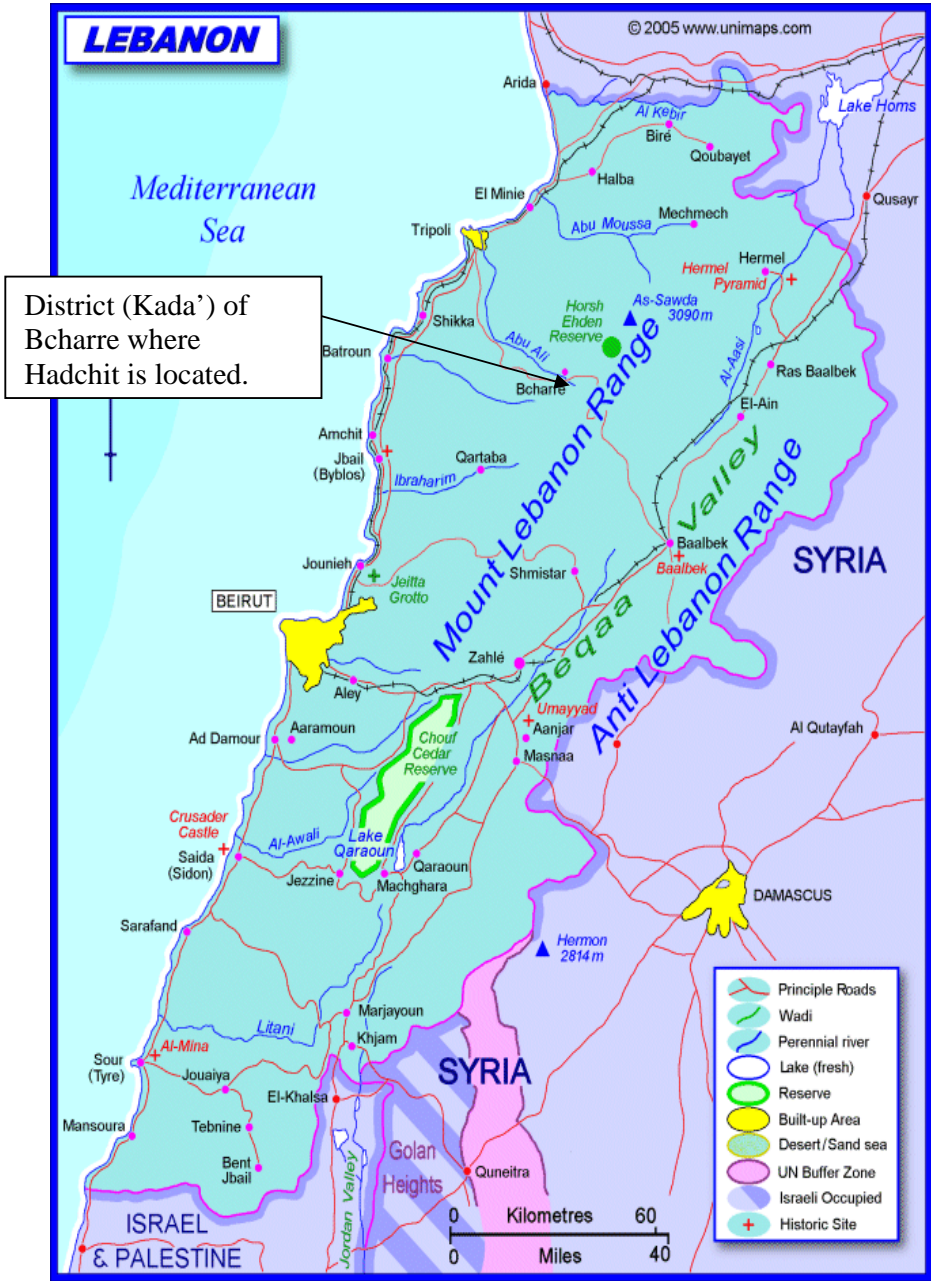 LEBANON
© 2005 www.unimaps.com
Arida
Lake Homs
Al Kebir
Biré
Qoubayet
Halba
Mediterranean
Sea
El Minie
Qusayr
Mechmech
Abu Moussa
Tripoli
Hermel
Hermel
Pyramid
District (Kada’) of
Bcharre where
Hadchit is located.
As-Sawda
3090m
Horsh
Ehden
Reserve
Shikka
Abu Ali
Batroun
Al-Aasi
Ras Baalbek
Bcharre
El-Ain
Amchit
Jbail
(Byblos)
Qartaba
Ibraharim
Mount Lebanon Range
Beqaa Valley
Anti Lebanon Range
Baalbek
Baalbek
SYRIA
Jounieh
Jeitta
Grotto
Shmistar
BEIRUT
Zahlé
Aley
Umayyad
Aanjar
Masnaa
Ad Damour
Aaramoun
Chouf
Cedar
Reserve
Al Qutayfah
Crusader
Castle
Al-Awali
Lake
Qaraoun
Saida
(Sidon)
Qaraoun
Jezzine
Machghara
DAMASCUS
Sarafand
Hermon
2814m
Marjayoun
Litani
Khjam
Al-Mina
Sour
(Tyre)
Jouaiya
SYRIA
El-Khalsa
Mansoura
Tebnine
Bent
Jbail
Golan
Heights
Quneitra
Jordan Valley
ISRAEL
& PALESTINE
0 Kilometres 60
0 Miles 40
Principle Roads
Wadi
Perennial river
Lake (fresh)
Reserve
Built-up Area
Desert/Sand sea
UN Buffer Zone
Israeli Occupied
Historic Site